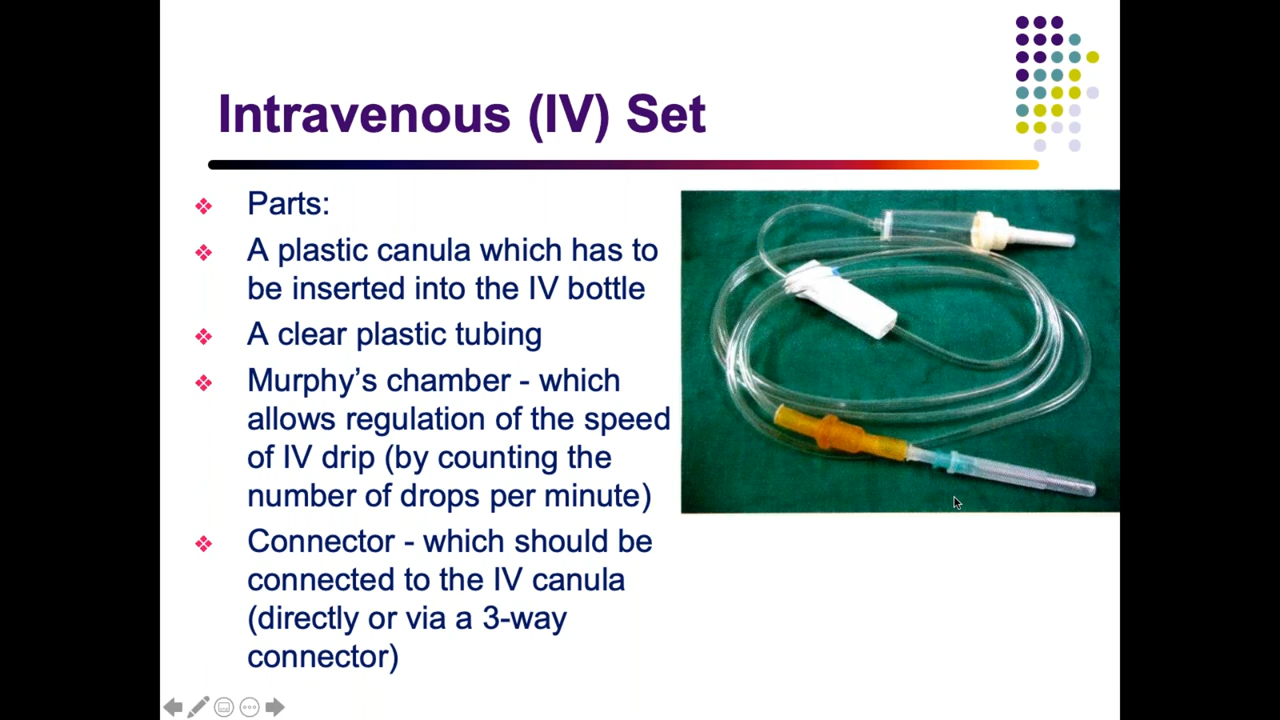 Intravenous (IV) Set
Parts:
A plastic canula which has to
be inserted into the IV bottle
A clear plastic tubing
Murphy’s chamber - which
allows regulation of the speed
of IV drip (by counting the
number of drops per minute)
Connector - which should be
connected to the IV canula
(directly or via a 3-way
connector)